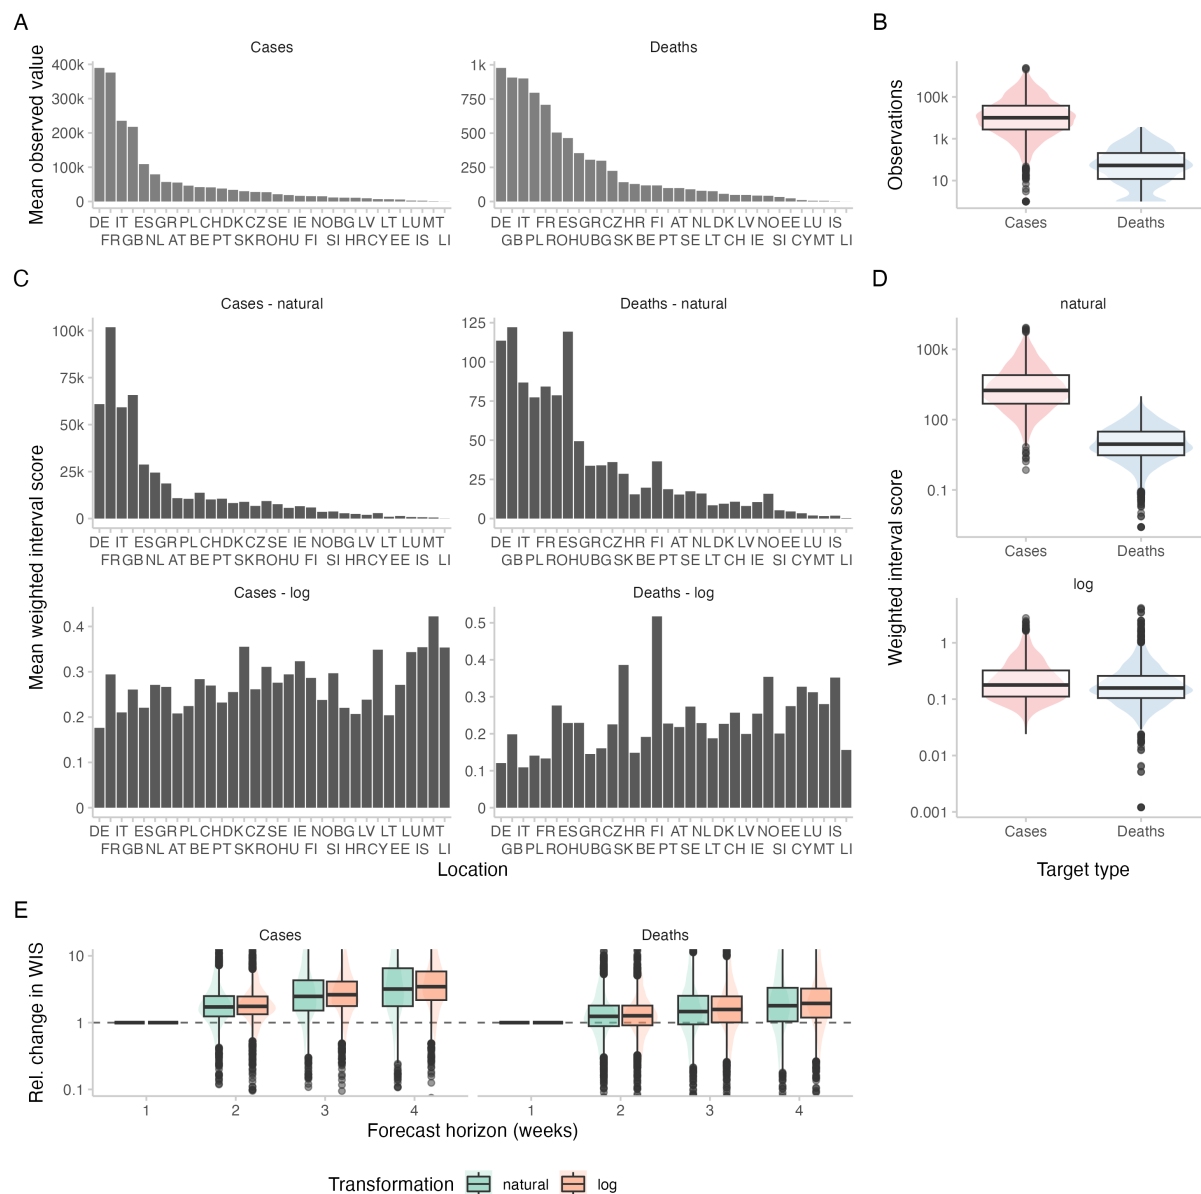 A
B
Cases
Deaths
Mean observed value
400k
300k
200k
100k
0
1k
750
500
250
0
DE IT ES GR PL CH DK CZ SE IE NO BG LV LT LU MT
FR GB NL AT BE PT SK RO HU FI SI HR CY EE IS LI
DE IT FR ES GR CZ HR FI AT NL DK LV NO EE LU IS
GB PL RO HU BG SK BE PT SE LT CH IE SI CY MT LI
Observations
100k
1k
10
Cases
Deaths
C
D
Cases - natural
Deaths - natural
natural
Mean weighted interval score
100k
75k
50k
25k
0
125
100
75
50
25
0
DE IT ES GR PL CH DK CZ SE IE NO BG LV LT LU MT
FR GB NL AT BE PT SK RO HU FI SI HR CY EE IS LI
DE IT FR ES GR CZ HR FI AT NL DK LV NO EE LU IS
GB PL RO HU BG SK BE PT SE LT CH IE SI CY MT LI
Weighted interval score
100k
100
0.1
Cases
Deaths
Cases - log
Deaths - log
log
0.4
0.3
0.2
0.1
0
0.5
0.4
0.3
0.2
0.1
0
DE IT ES GR PL CH DK CZ SE IE NO BG LV LT LU MT
FR GB NL AT BE PT SK RO HU FI SI HR CY EE IS LI
DE IT FR ES GR CZ HR FI AT NL DK LV NO EE LU IS
GB PL RO HU BG SK BE PT SE LT CH IE SI CY MT LI
1
0.1
0.01
0.001
Cases
Deaths
Location
Target type
E
Cases
Deaths
Rel. change in WIS
10
1
0.1
1
2
3
4
1
2
3
4
Forecast horizon (weeks)
Transformation natural log